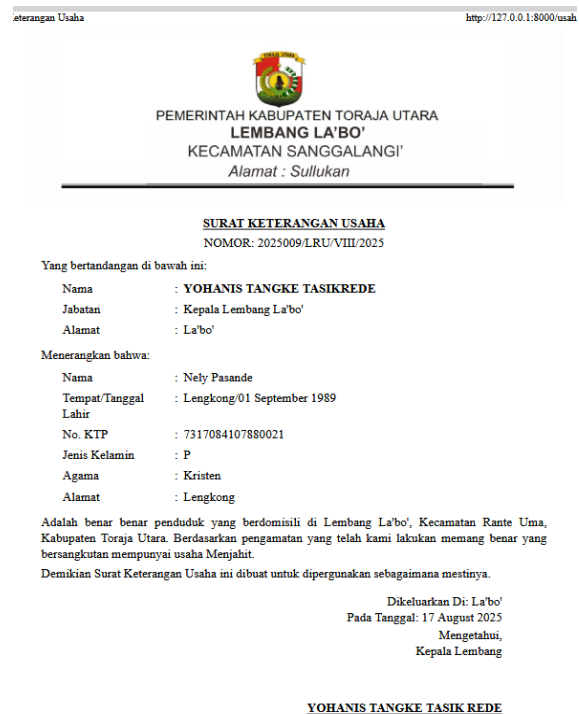 eterangan Usaha
http://127.0.0.1:8000/usah
TORAJA UTARA
PEMERINTAH KABUPATEN TORAJA UTARA
LEMBANG LA'BO'
KECAMATAN SANGGALANGI'
Alamat : Sullukan
SURAT KETERANGAN USAHA
NOMOR: 2025009/LRU/VIII/2025
Yang bertandangan di bawah ini:
Nama : YOHANIS TANGKE TASIKREDE
Jabatan : Kepala Lembang La'bo'
Alamat : La'bo'
Menerangkan bahwa:
Nama : Nely Pasande
Tempat/Tanggal : Lengkong/01 September 1989
Lahir
No. KTP : 7317084107880021
Jenis Kelamin : P
Agama : Kristen
Alamat : Lengkong
Adalah benar benar penduduk yang berdomisili di Lembang La'bo', Kecamatan Rante Uma,
Kabupaten Toraja Utara. Berdasarkan pengamatan yang telah kami lakukan memang benar yang
bersangkutan mempunyai usaha Menjahit.
Demikian Surat Keterangan Usaha ini dibuat untuk dipergunakan sebagaimana mestinya.
Dikeluarkan Di: La'bo'
Pada Tanggal: 17 August 2025
Mengetahui,
Kepala Lembang
YOHANIS TANGKE TASIK REDE